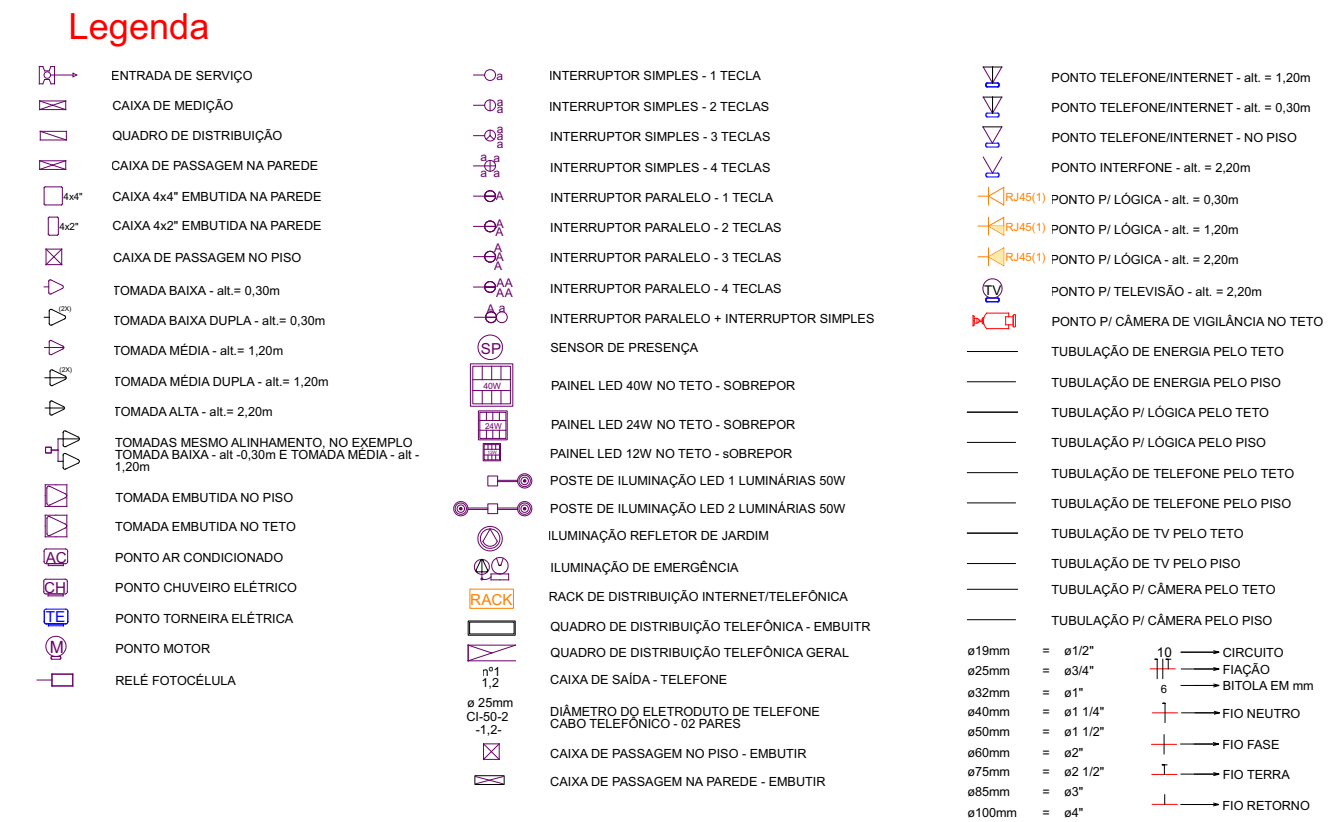 Legenda
ENTRADA DE SERVIÇO
CAIXA DE MEDIÇÃO
QUADRO DE DISTRIBUIÇÃO
CAIXA DE PASSAGEM NA PAREDE
4x4" CAIXA 4x4" EMBUTIDA NA PAREDE
4x2" CAIXA 4x2" EMBUTIDA NA PAREDE
CAIXA DE PASSAGEM NO PISO
TOMADA BAIXA - alt.= 0,30m
(2X) TOMADA BAIXA DUPLA - alt.= 0,30m
TOMADA MÉDIA - alt.= 1,20m
(2X) TOMADA MÉDIA DUPLA - alt.= 1,20m
TOMADA ALTA - alt.= 2,20m
TOMADAS MESMO ALINHAMENTO, NO EXEMPLO
TOMADA BAIXA - alt -0,30m E TOMADA MÉDIA - alt -
1,20m
TOMADA EMBUTIDA NO PISO
TOMADA EMBUTIDA NO TETO
AC PONTO AR CONDICIONADO
CH PONTO CHUVEIRO ELÉTRICO
TE PONTO TORNEIRA ELÉTRICA
M PONTO MOTOR
RELÉ FOTOCÉLULA
a INTERRUPTOR SIMPLES - 1 TECLA
a a INTERRUPTOR SIMPLES - 2 TECLAS
a a a INTERRUPTOR SIMPLES - 3 TECLAS
a a a a INTERRUPTOR SIMPLES - 4 TECLAS
A INTERRUPTOR PARALELO - 1 TECLA
A A INTERRUPTOR PARALELO - 2 TECLAS
A A A INTERRUPTOR PARALELO - 3 TECLAS
AA AA INTERRUPTOR PARALELO - 4 TECLAS
A a INTERRUPTOR PARALELO + INTERRUPTOR SIMPLES
SP SENSOR DE PRESENÇA
40W PAINEL LED 40W NO TETO - SOBREPOR
24W PAINEL LED 24W NO TETO - SOBREPOR
PAINEL LED 12W NO TETO - sOBREPOR
POSTE DE ILUMINAÇÃO LED 1 LUMINÁRIAS 50W
POSTE DE ILUMINAÇÃO LED 2 LUMINÁRIAS 50W
ILUMINAÇÃO REFLETOR DE JARDIM
ILUMINAÇÃO DE EMERGÊNCIA
RACK RACK DE DISTRIBUIÇÃO INTERNET/TELEFÔNICA
QUADRO DE DISTRIBUIÇÃO TELEFÔNICA - EMBUITR
QUADRO DE DISTRIBUIÇÃO TELEFÔNICA GERAL
nº1
1,2
CAIXA DE SAÍDA - TELEFONE
ø 25mm
CI-50-2
-1,2-
DIÂMETRO DO ELETRODUTO DE TELEFONE
CABO TELEFÔNICO - 02 PARES
CAIXA DE PASSAGEM NO PISO - EMBUTIR
CAIXA DE PASSAGEM NA PAREDE - EMBUTIR
PONTO TELEFONE/INTERNET - alt. = 1,20m
PONTO TELEFONE/INTERNET - alt. = 0,30m
PONTO TELEFONE/INTERNET - NO PISO
PONTO INTERFONE - alt. = 2,20m
RJ45(1) PONTO P/ LÓGICA - alt. = 0,30m
RJ45(1) PONTO P/ LÓGICA - alt. = 1,20m
RJ45(1) PONTO P/ LÓGICA - alt. = 2,20m
TV PONTO P/ TELEVISÃO - alt. = 2,20m
PONTO P/ CÂMERA DE VIGILÂNCIA NO TETO
TUBULAÇÃO DE ENERGIA PELO TETO
TUBULAÇÃO DE ENERGIA PELO PISO
TUBULAÇÃO P/ LÓGICA PELO TETO
TUBULAÇÃO P/ LÓGICA PELO PISO
TUBULAÇÃO DE TELEFONE PELO TETO
TUBULAÇÃO DE TELEFONE PELO PISO
TUBULAÇÃO DE TV PELO TETO
TUBULAÇÃO DE TV PELO PISO
TUBULAÇÃO P/ CÂMERA PELO TETO
TUBULAÇÃO P/ CÂMERA PELO PISO
ø19mm = ø1/2"
ø25mm = ø3/4"
ø32mm = ø1"
ø40mm = ø1 1/4"
ø50mm = ø1 1/2"
ø60mm = ø2"
ø75mm = ø2 1/2"
ø85mm = ø3"
ø100mm = ø4"
10 CIRCUITO
FIAÇÃO
6 BITOLA EM mm
FIO NEUTRO
FIO FASE
FIO TERRA
FIO RETORNO